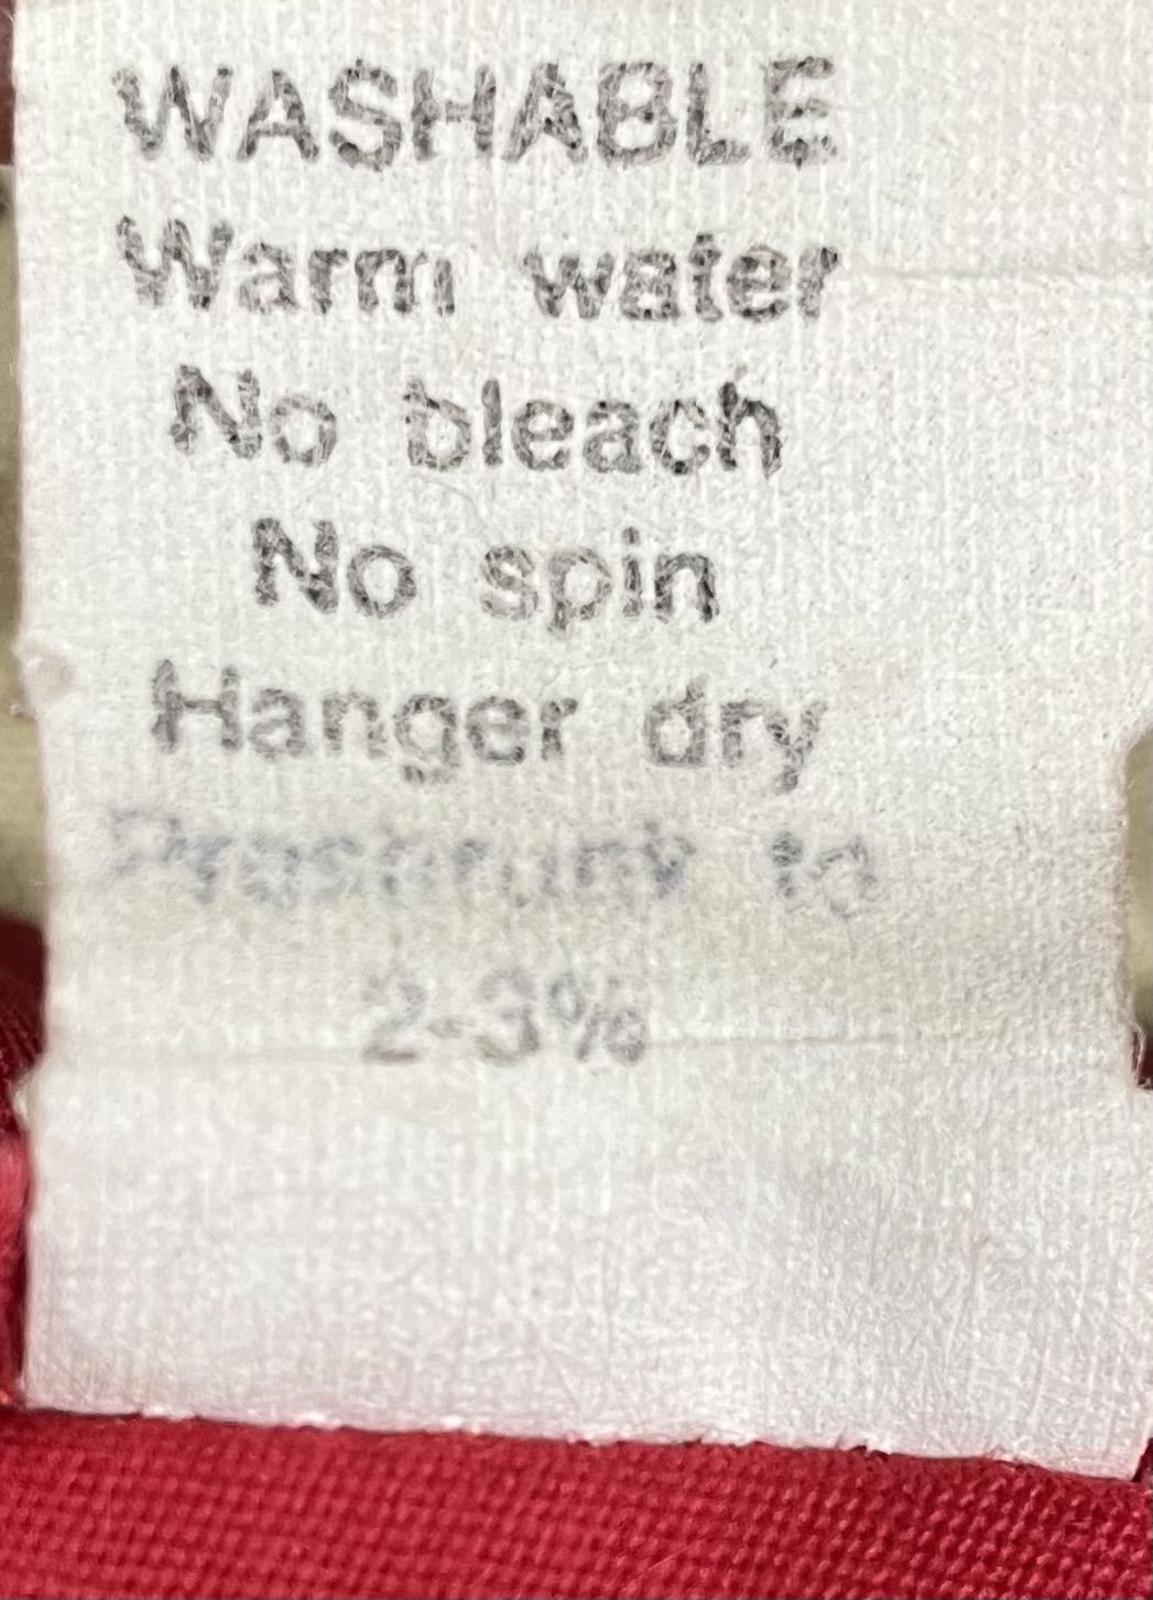 WASHABLE
Warm water
No bleach
No spin
Hanger dry
Preshrunk to
2-3%